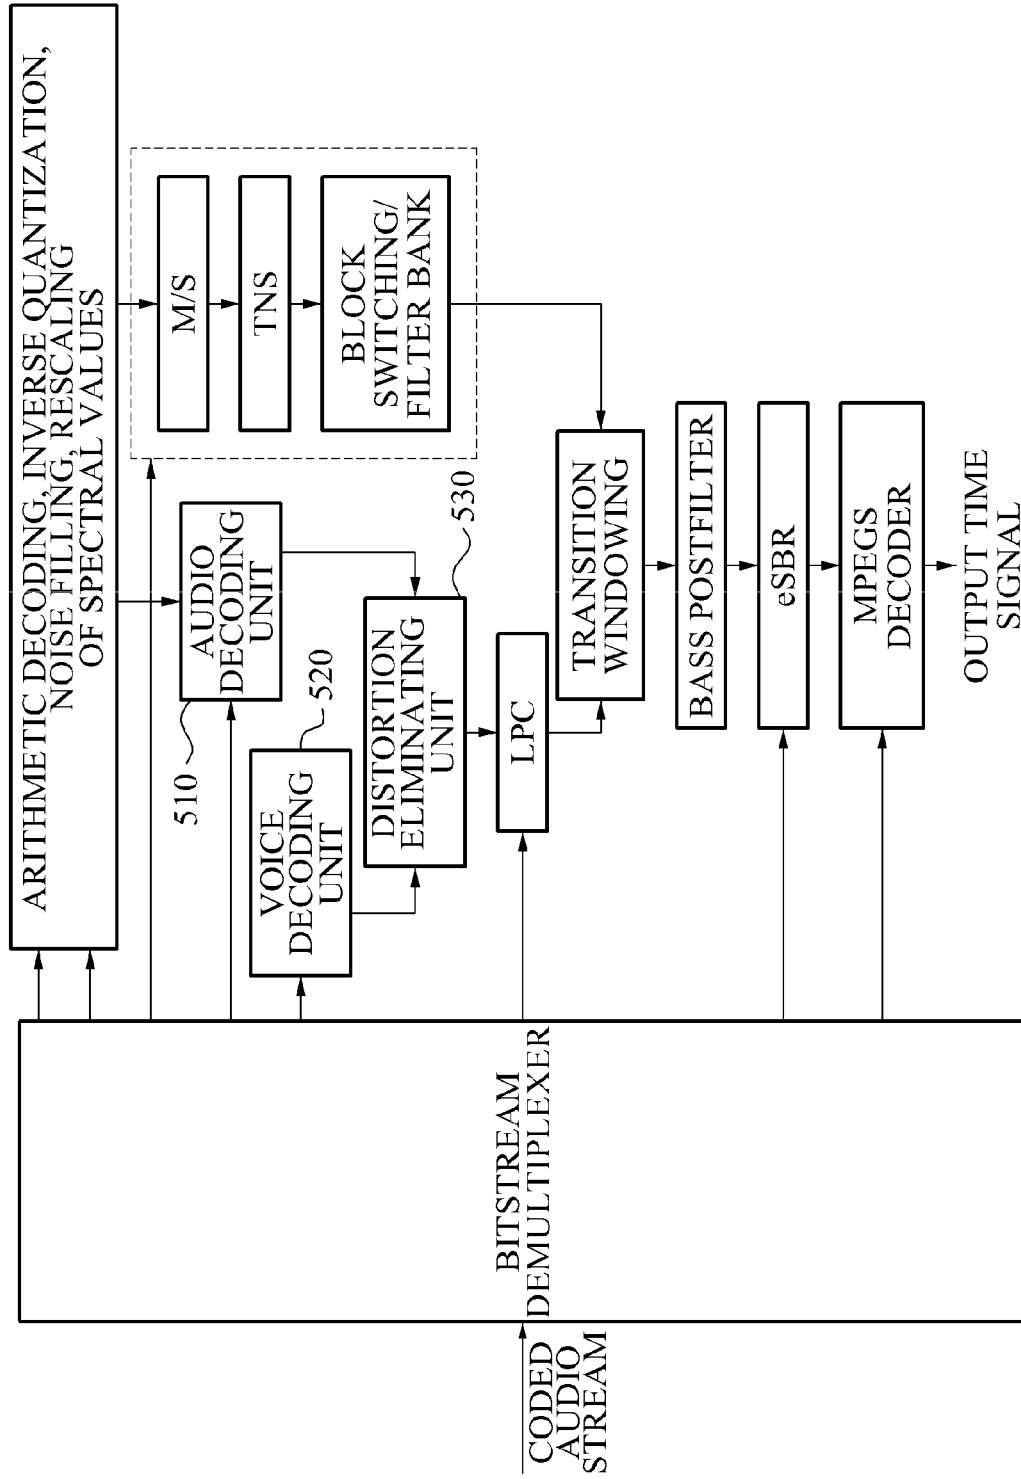 CODED
AUDIO
STREAM
BITSTREAM
DEMULTIPLEXER
ARITHMETIC DECODING, INVERSE QUANTIZATION,
NOISE FILLING, RESCALING
OF SPECTRAL VALUES
M/S
TNS
BLOCK
SWITCHING/
FILTER BANK
510
AUDIO
DECODING
UNIT
VOICE
DECODING
UNIT
520
DISTORTION
ELIMINATING
UNIT
530
LPC
TRANSITION
WINDOWING
BASS POSTFILTER
eSBR
MPEGS
DECODER
OUTPUT TIME
SIGNAL